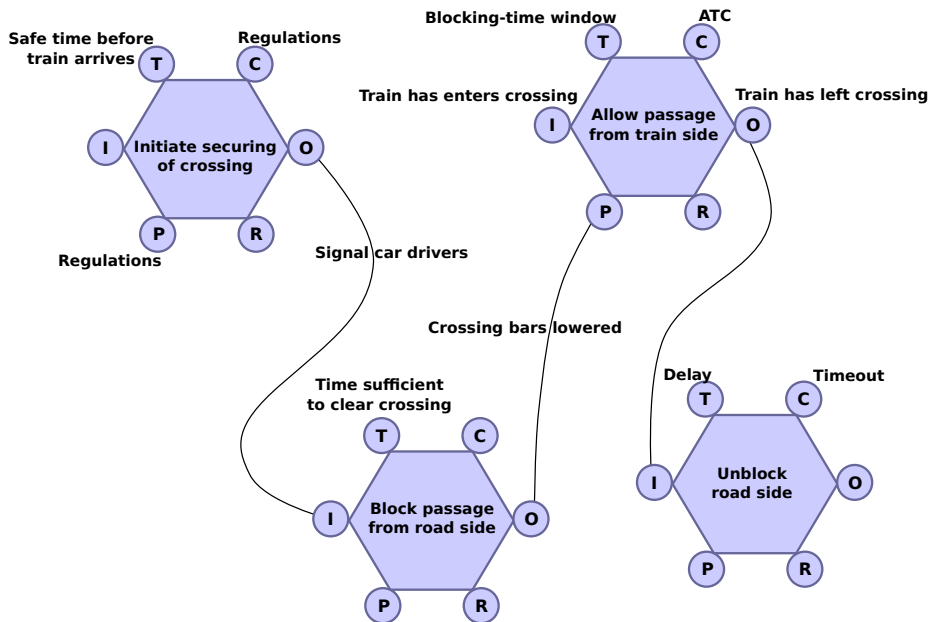 Safe time before
train arrives
Regulations
T
C
I
Initiate securing
of crossing
O
P
R
Regulations
Blocking-time window
ATC
T
C
Train has enters crossing
Train has left crossing
I
Allow passage
from train side
O
P
R
Signal car drivers
Crossing bars lowered
Time sufficient
to clear crossing
T
C
I
Block passage
from road side
O
P
R
Delay
Timeout
T
C
I
Unblock
road side
O
P
R